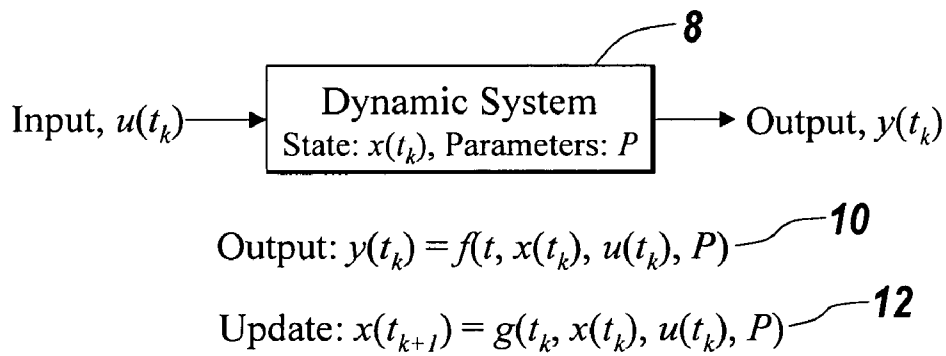 8
Input, u(t_k)
Dynamic System
State: x(t_k), Parameters: P
Output, y(t_k)
Output: y(t_k) = f(t, x(t_k), u(t_k), P) 10
Update: x(t_{k+1}) = g(t_k, x(t_k), u(t_k), P) 12